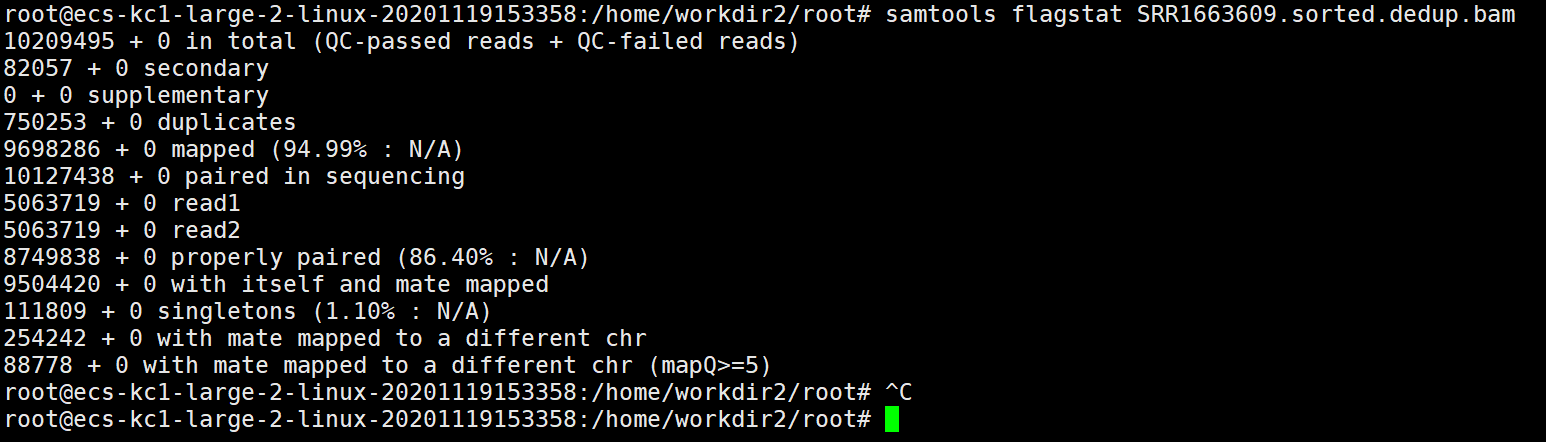 root@ecs-kc1-large-2-linux-20201119153358:/home/workdir2/root# samtools flagstat SRR1663609.sorted.dedup.bam
10209495 + 0 in total (QC-passed reads + QC-failed reads)
82057 + 0 secondary
0 + 0 supplementary
750253 + 0 duplicates
9698286 + 0 mapped (94.99% : N/A)
10127438 + 0 paired in sequencing
5063719 + 0 read1
5063719 + 0 read2
8749838 + 0 properly paired (86.40% : N/A)
9504420 + 0 with itself and mate mapped
111809 + 0 singletons (1.10% : N/A)
254242 + 0 with mate mapped to a different chr
88778 + 0 with mate mapped to a different chr (mapQ>=5)
root@ecs-kc1-large-2-linux-20201119153358:/home/workdir2/root# ^C
root@ecs-kc1-large-2-linux-20201119153358:/home/workdir2/root#